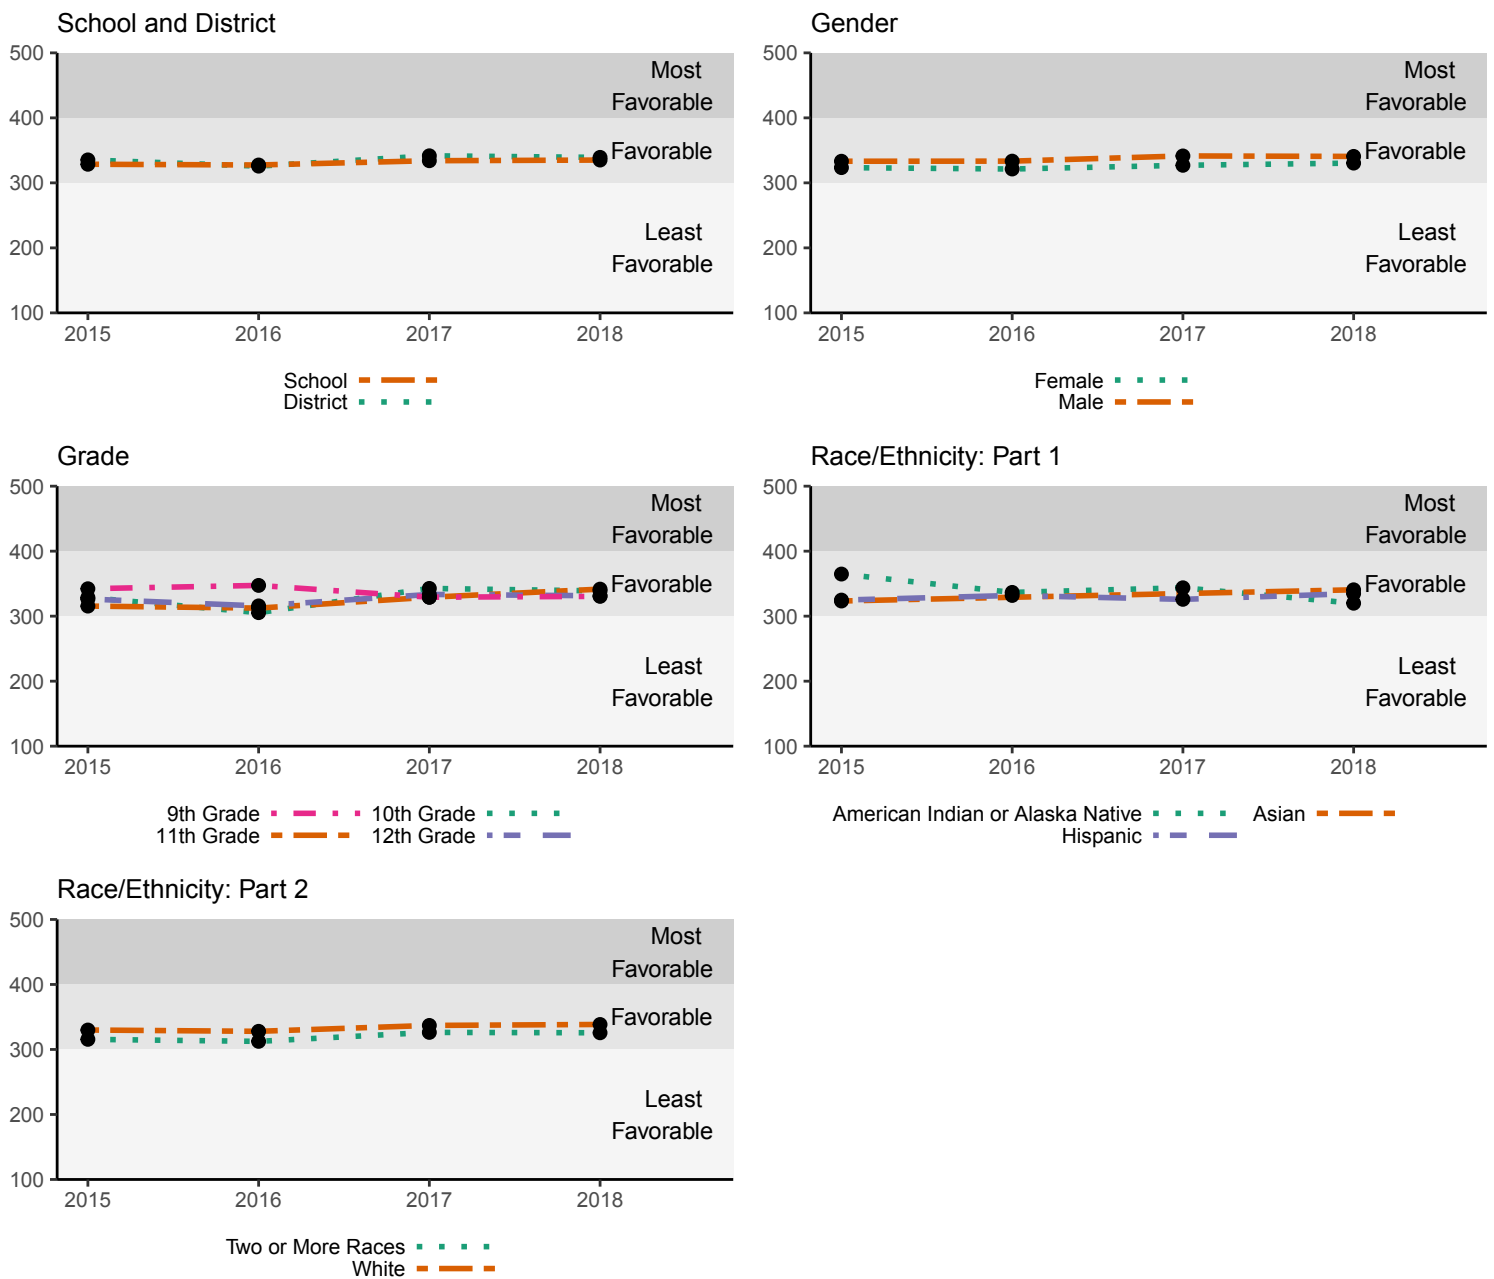 School and District
500
400
300
200
100
Most
Favorable
Favorable
Least
Favorable
2015 2016 2017 2018
School
District
Gender
500
400
300
200
100
Most
Favorable
Favorable
Least
Favorable
2015 2016 2017 2018
Female
Male
Grade
500
400
300
200
100
Most
Favorable
Favorable
Least
Favorable
2015 2016 2017 2018
9th Grade 10th Grade
11th Grade 12th Grade
Race/Ethnicity: Part 1
500
400
300
200
100
Most
Favorable
Favorable
Least
Favorable
2015 2016 2017 2018
American Indian or Alaska Native Asian
Hispanic
Race/Ethnicity: Part 2
500
400
300
200
100
Most
Favorable
Favorable
Least
Favorable
2015 2016 2017 2018
Two or More Races
White